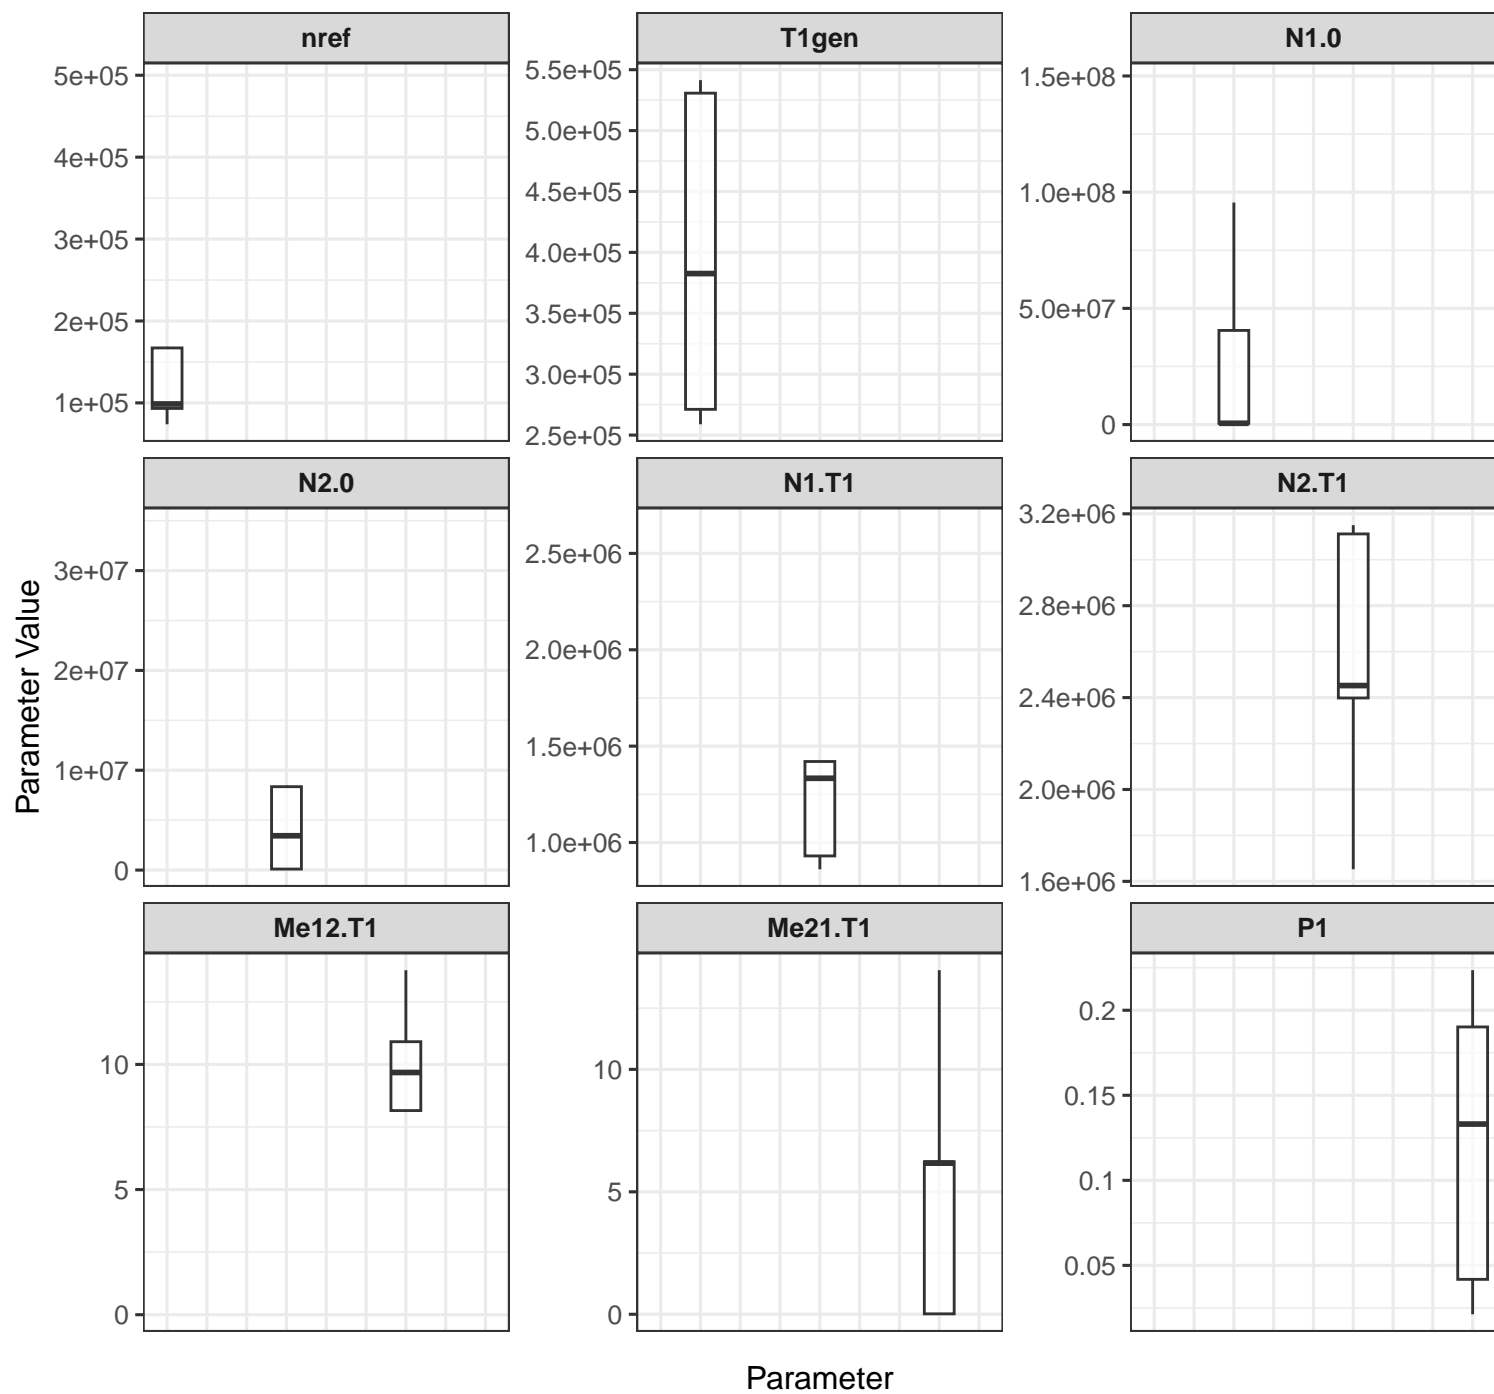 nref
T1gen
N1.0
5e+05
4e+05
3e+05
2e+05
1e+05
5.5e+05
5.0e+05
4.5e+05
4.0e+05
3.5e+05
3.0e+05
2.5e+05
1.5e+08
1.0e+08
5.0e+07
0
N2.0
N1.T1
N2.T1
3e+07
2e+07
1e+07
0
2.5e+06
2.0e+06
1.5e+06
1.0e+06
3.2e+06
2.8e+06
2.4e+06
2.0e+06
1.6e+06
Me12.T1
Me21.T1
P1
10
5
0
10
5
0
0.2
0.15
0.1
0.05
Parameter Value
Parameter